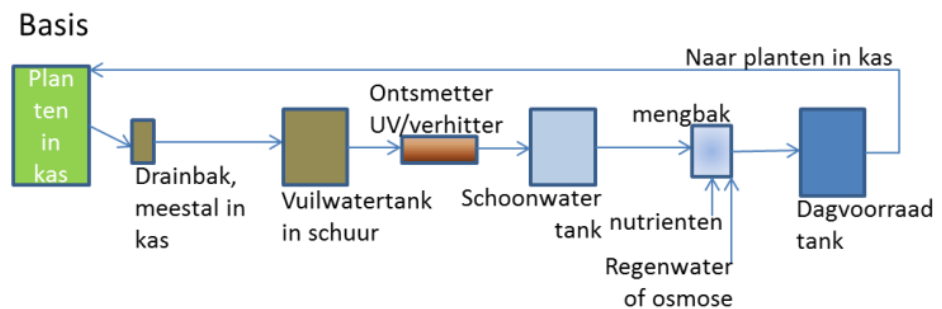 Basis
Naar planten in kas
Plan
ten
in
kas
Ontsmetter
UV/verhitter
mengbak
Drainbak,
meestal in
kas
Vuilwatertank
in schuur
Schoonwater
tank
nutrienten
Regenwater
of osmose
Dagvoorraad
tank